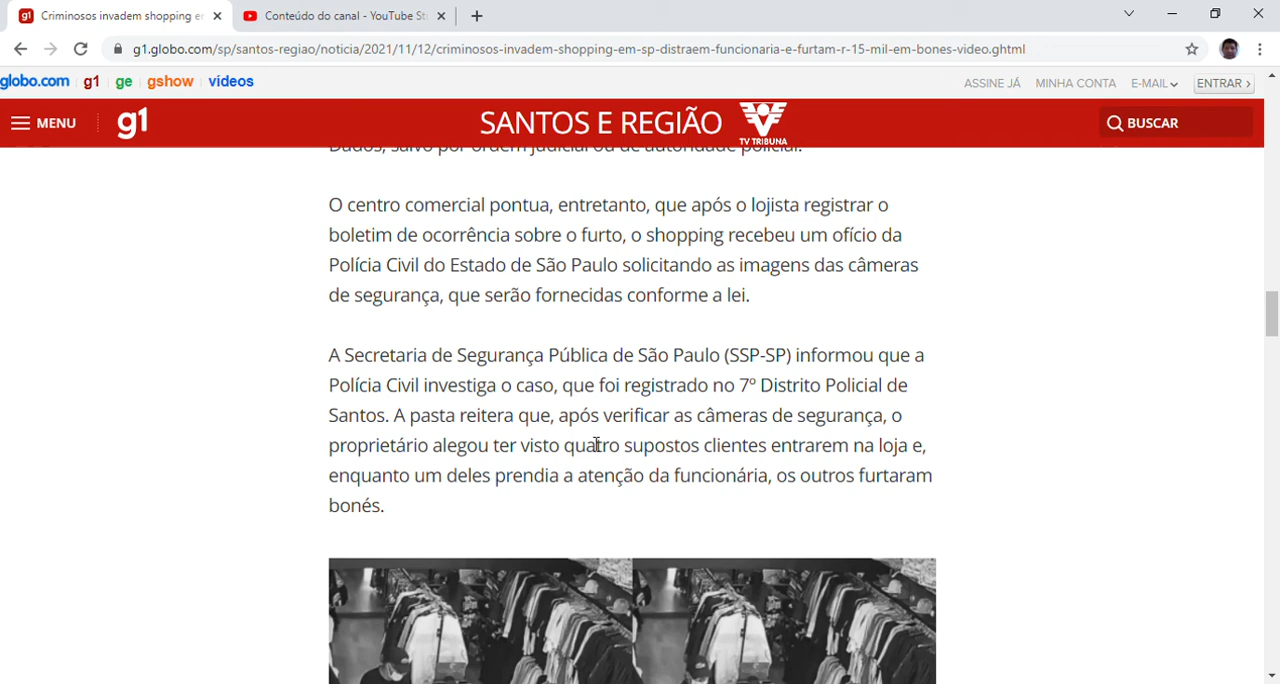 g1 Criminosos invadem shopping e
Conteúdo do canal - YouTube St
g1.globo.com/sp/santos-regiao/noticia/2021/11/12/criminosos-invadem-shopping-em-sp-distraem-funcionaria-e-furtam-r-15-mil-em-bones-video.ghtml
globo.com g1 ge gshow vídeos ASSINE JÁ MINHA CONTA E-MAIL ENTRAR ›
MENU g1 SANTOS E REGIÃO TV TRIBUNA BUSCAR
Dados, salvo por ordem judicial ou de autoridade policial.
O centro comercial pontua, entretanto, que após o lojista registrar o
boletim de ocorrência sobre o furto, o shopping recebeu um ofício da
Polícia Civil do Estado de São Paulo solicitando as imagens das câmeras
de segurança, que serão fornecidas conforme a lei.
A Secretaria de Segurança Pública de São Paulo (SSP-SP) informou que a
Polícia Civil investiga o caso, que foi registrado no 7º Distrito Policial de
Santos. A pasta reitera que, após verificar as câmeras de segurança, o
proprietário alegou ter visto quatro supostos clientes entrarem na loja e,
enquanto um deles prendia a atenção da funcionária, os outros furtaram
bonés.